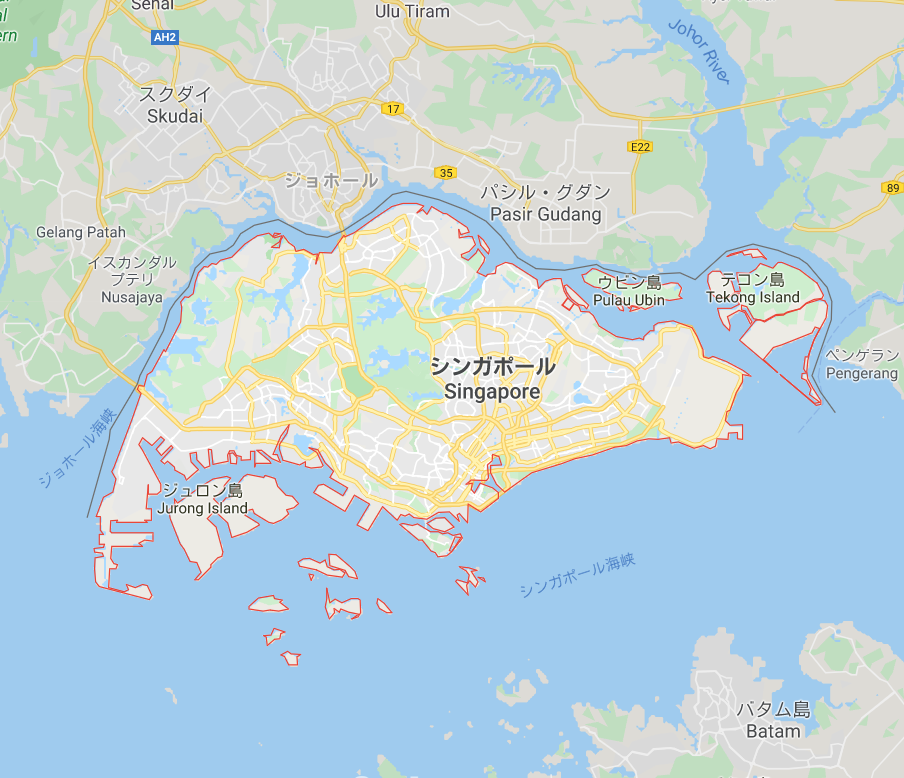 Senai
Ulu Tiram
AH2
Johor River
スクダイ
Skudai
17
E22
35
ジョホール
パシル・グダン
Pasir Gudang
89
Gelang Patah
イスカンダル
プテリ
Nusajaya
ウビン島
Pulau Ubin
テコン島
Tekong Island
シンガポール
Singapore
ペンゲラン
Pengerang
ジョホール海峡
ジュロン島
Jurong Island
シンガポール海峡
バタム島
Batam